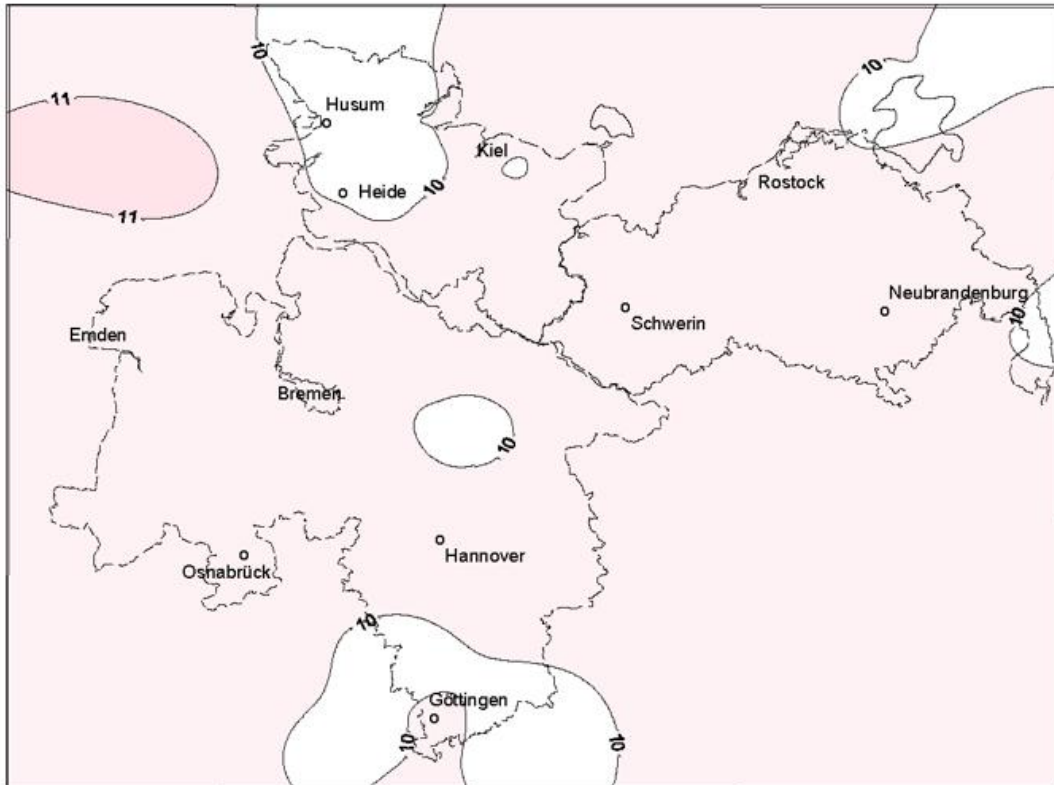 10
10
11
Husum
Kiel
10
Heide
Rostock
11
Neubrandenburg
10
Schwerin
Emden
Bremen
10
Hannover
Osnabrück
10
Göttingen
10
10